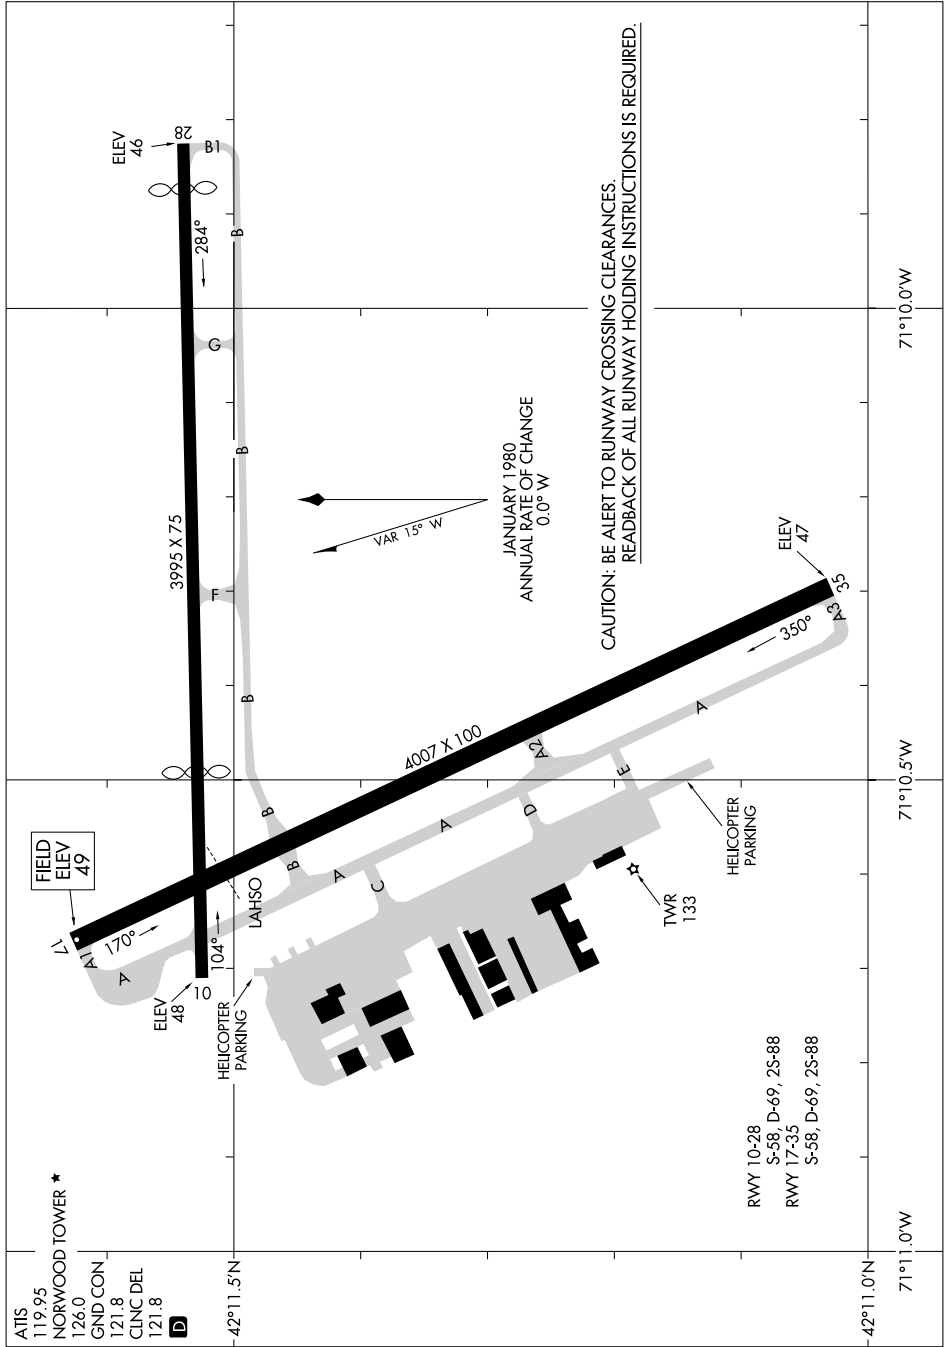 ATIS
119.95
NORWOOD TOWER ★
126.0
GND CON
121.8
CLNC DEL
121.8
D
42°11.5'N
42°11.0'N
71°11.0'W
71°10.5'W
71°10.0'W
FIELD
ELEV
49
17
A1
170°
A
ELEV
48
10
104°
LAHSO
HELICOPTER
PARKING
3995 X 75
284°
ELEV
46
28
B1
B
G
B
F
B
B
B
A
C
A
4007 X 100
D
A2
E
A
350°
A3
35
ELEV
47
TWR
133
HELICOPTER
PARKING
VAR 15° W
JANUARY 1980
ANNUAL RATE OF CHANGE
0.0° W
CAUTION: BE ALERT TO RUNWAY CROSSING CLEARANCES.
READBACK OF ALL RUNWAY HOLDING INSTRUCTIONS IS REQUIRED.
RWY 10-28
S-58, D-69, 2S-88
RWY 17-35
S-58, D-69, 2S-88